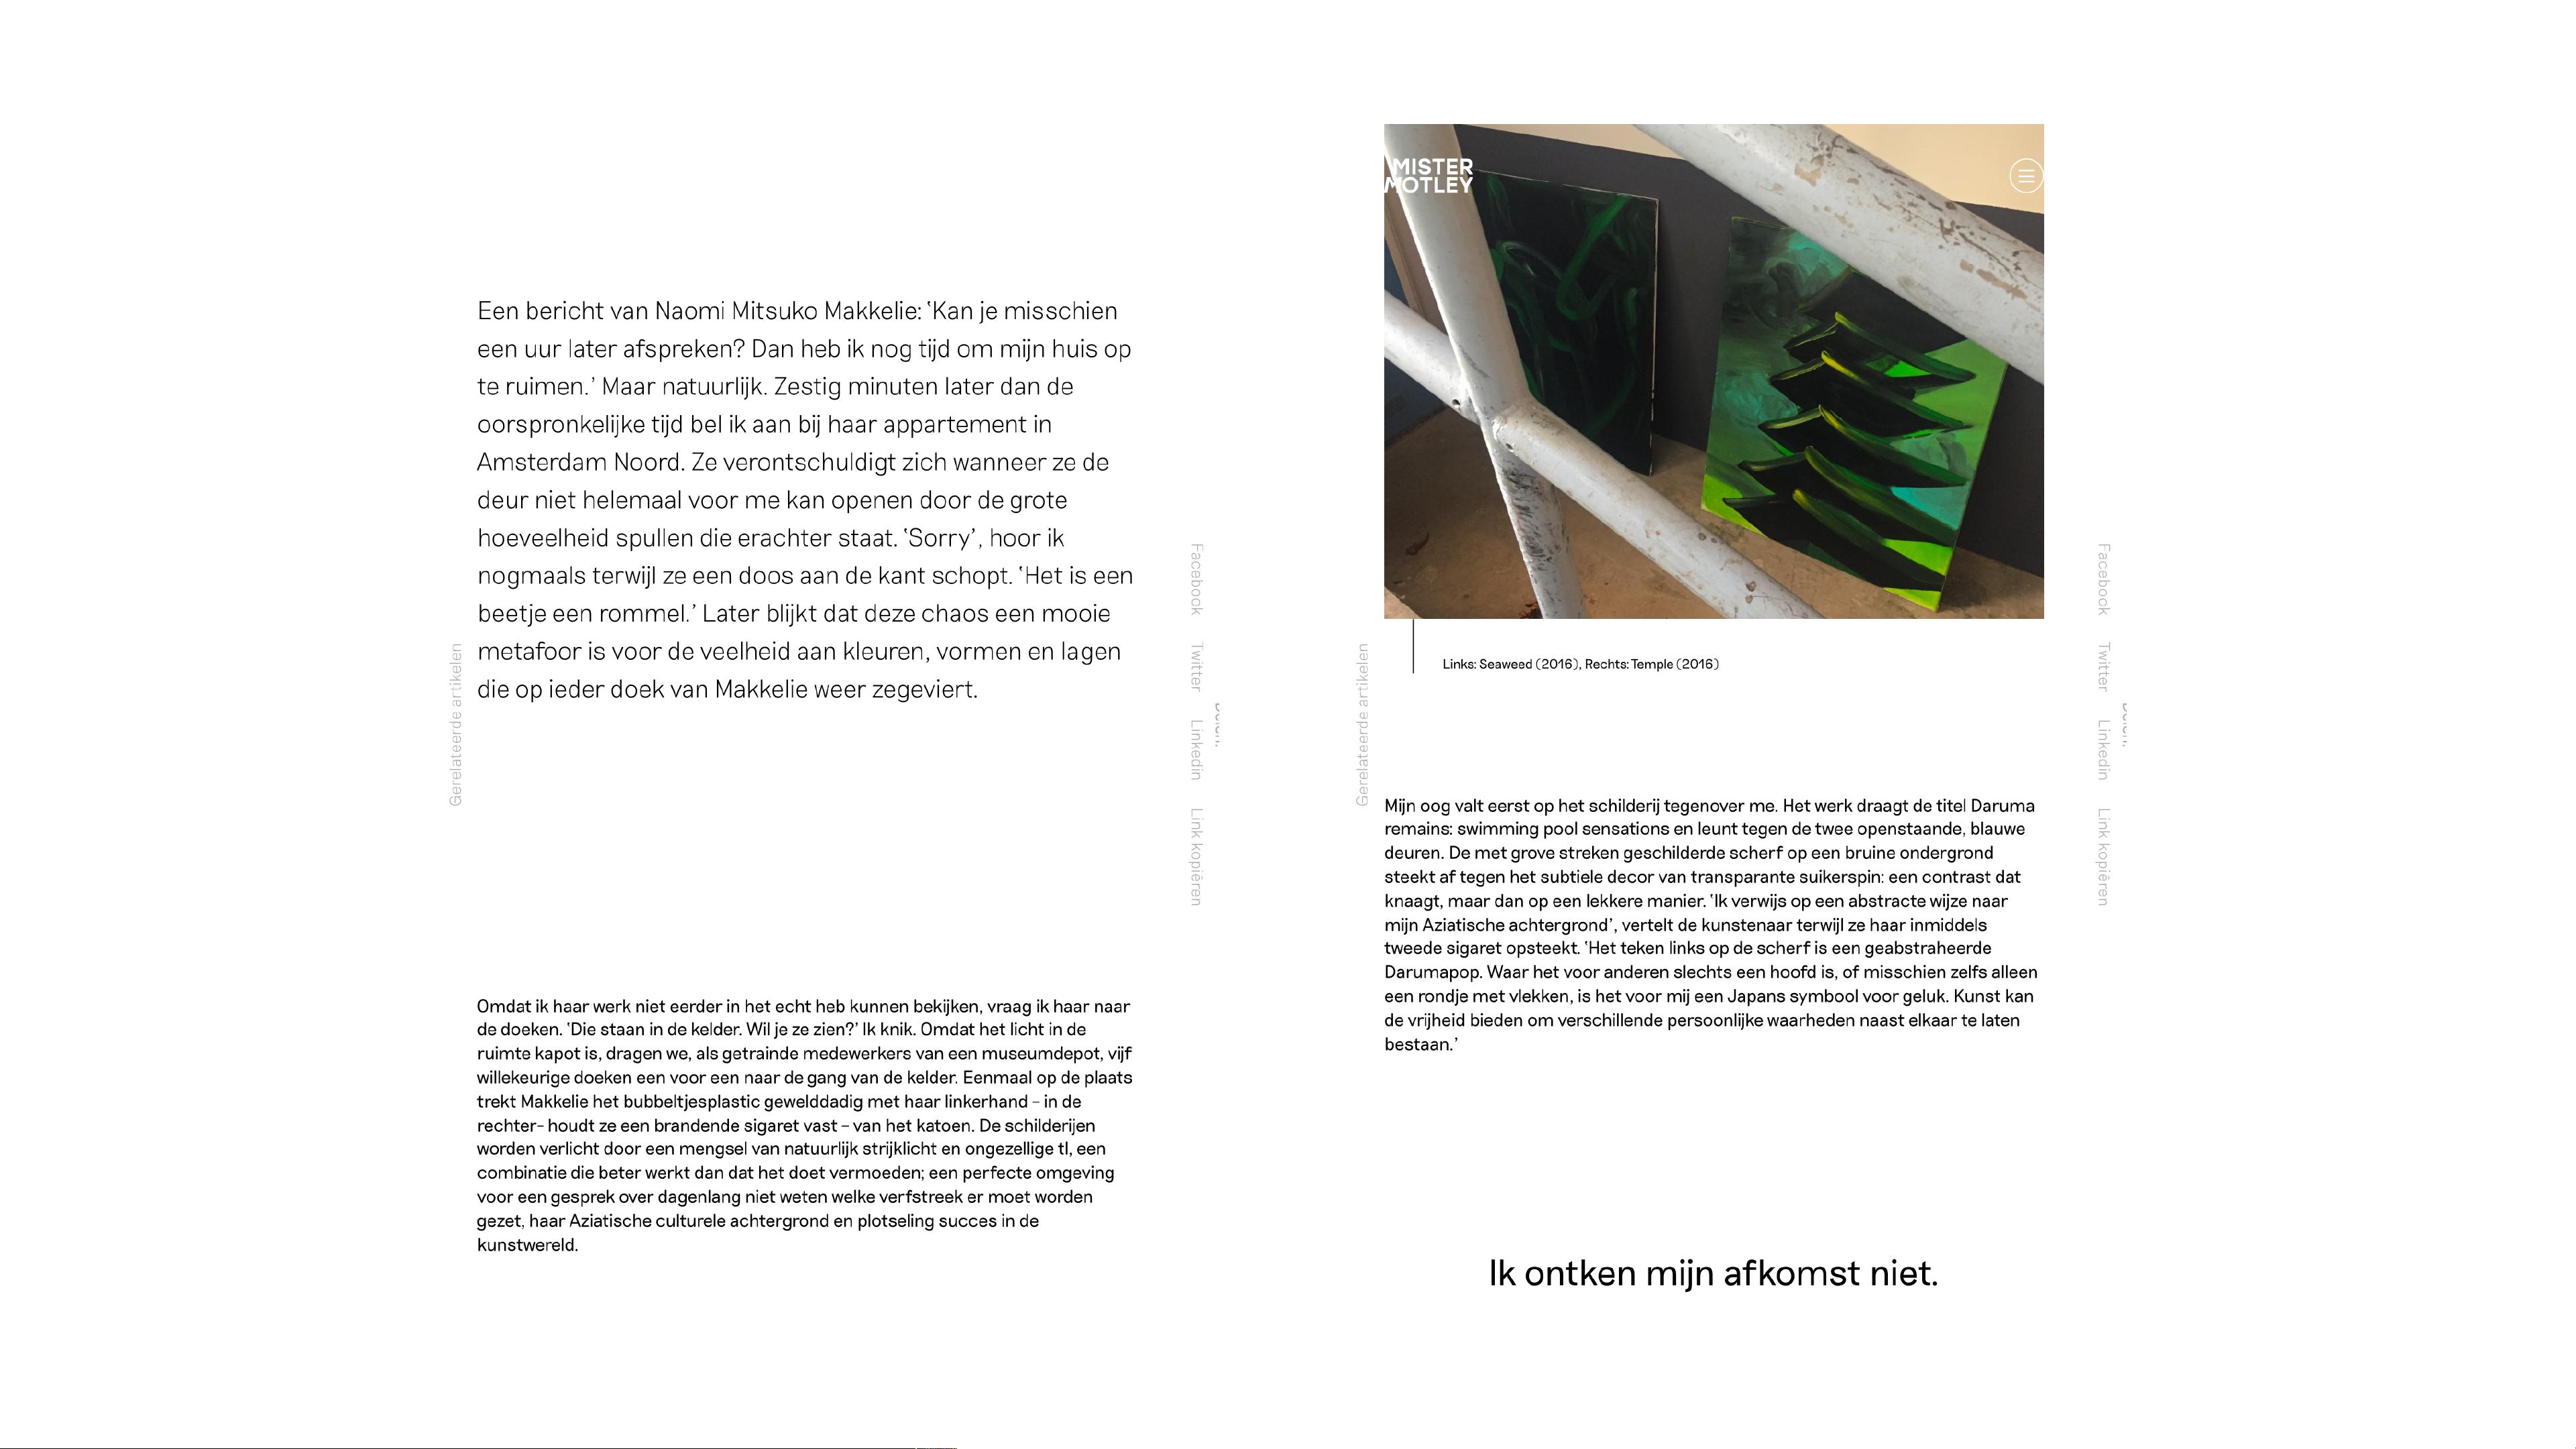 Een bericht van Naomi Mitsuko Makkelie: ‘Kan je misschien
een uur later afspreken? Dan heb ik nog tijd om mijn huis op
te ruimen.’ Maar natuurlijk. Zestig minuten later dan de
oorspronkelijke tijd bel ik aan bij haar appartement in
Amsterdam Noord. Ze verontschuldigt zich wanneer ze de
deur niet helemaal voor me kan openen door de grote
hoeveelheid spullen die erachter staat. ‘Sorry’, hoor ik
nogmaals terwijl ze een doos aan de kant schopt. ‘Het is een
beetje een rommel.’ Later blijkt dat deze chaos een mooie
metafoor is voor de veelheid aan kleuren, vormen en lagen
die op ieder doek van Makkelie weer zegeviert.
Gerelateerde artikelen
Facebook Twitter Linkedin Link kopiëren
Omdat ik haar werk niet eerder in het echt heb kunnen bekijken, vraag ik haar naar
de doeken. ‘Die staan in de kelder. Wil je ze zien?’ Ik knik. Omdat het licht in de
ruimte kapot is, dragen we, als getrainde medewerkers van een museumdepot, vijf
willekeurige doeken een voor een naar de gang van de kelder. Eenmaal op de plaats
trekt Makkelie het bubbeltjesplastic gewelddadig met haar linkerhand – in de
rechter– houdt ze een brandende sigaret vast – van het katoen. De schilderijen
worden verlicht door een mengsel van natuurlijk strijklicht en ongezellige tl, een
combinatie die beter werkt dan dat het doet vermoeden; een perfecte omgeving
voor een gesprek over dagenlang niet weten welke verfstreek er moet worden
gezet, haar Aziatische culturele achtergrond en plotseling succes in de
kunstwereld.
MISTER
MOTLEY
Links: Seaweed (2016), Rechts: Temple (2016)
Gerelateerde artikelen
Facebook Twitter Linkedin Link kopiëren
Mijn oog valt eerst op het schilderij tegenover me. Het werk draagt de titel Daruma
remains: swimming pool sensations en leunt tegen de twee openstaande, blauwe
deuren. De met grove streken geschilderde scherf op een bruine ondergrond
steekt af tegen het subtiele decor van transparante suikerspin: een contrast dat
knaagt, maar dan op een lekkere manier. ‘Ik verwijs op een abstracte wijze naar
mijn Aziatische achtergrond’, vertelt de kunstenaar terwijl ze haar inmiddels
tweede sigaret opsteekt. ‘Het teken links op de scherf is een geabstraheerde
Darumapop. Waar het voor anderen slechts een hoofd is, of misschien zelfs alleen
een rondje met vlekken, is het voor mij een Japans symbool voor geluk. Kunst kan
de vrijheid bieden om verschillende persoonlijke waarheden naast elkaar te laten
bestaan.’
Ik ontken mijn afkomst niet.